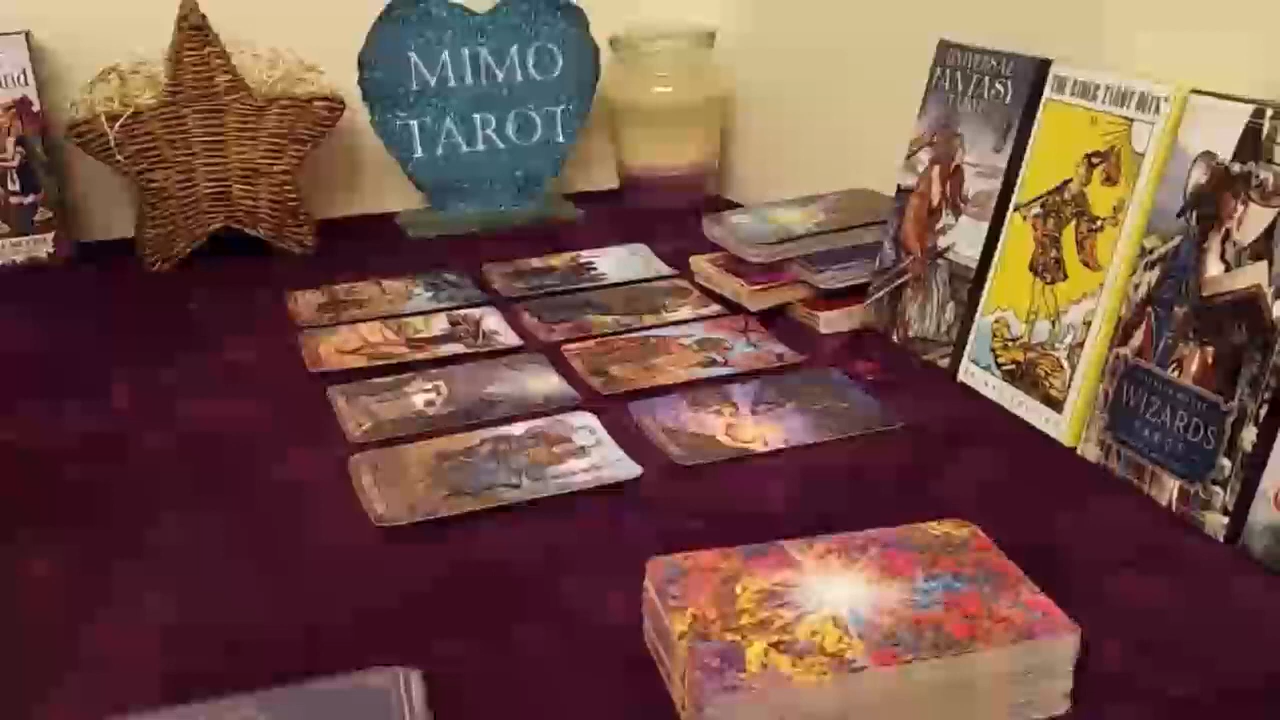 MIMO
TAROT
UNIVERSAL
FANTASY
TAROT
THE RIDER TAROT DECK
WIZARDS
TAROT